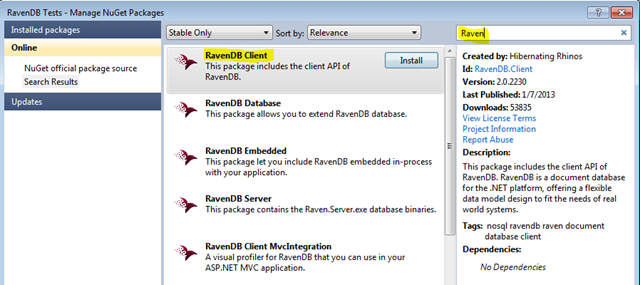 RavenDB Tests - Manage NuGet Packages
Installed packages
Online
NuGet official package source
Search Results
Updates
Stable Only
Sort by:
Relevance
RavenDB Client
This package includes the client API of
RavenDB.
Install
RavenDB Database
This package allows you to extend RavenDB database.
RavenDB Embedded
This package let you include RavenDB embedded in-process
with your application.
RavenDB Server
This package contains the Raven.Server.exe database binaries.
RavenDB Client MvcIntegration
A visual profiler for RavenDB that you can use in your
ASP.NET MVC application.
Raven
Created by: Hibernating Rhinos
Id: RavenDB.Client
Version: 2.0.2230
Last Published: 1/7/2013
Downloads: 53835
View License Terms
Project Information
Report Abuse
Description:
This package includes the client API of
RavenDB. RavenDB is a document database
for the .NET platform, offering a flexible
data model design to fit the needs of real
world systems.
Tags: nosql ravendb raven document
database client
Dependencies:
No Dependencies